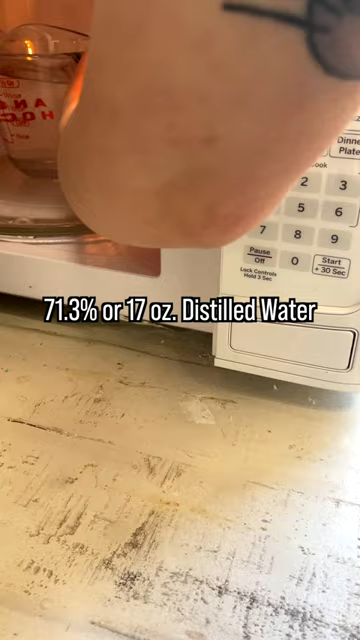 Dinner
Plate
2 3
5 6
7 8 9
Pause
Off
0
Start
+ 30 Sec
Lock Controls
Hold 3 Sec
71.3% or 17 oz. Distilled Water